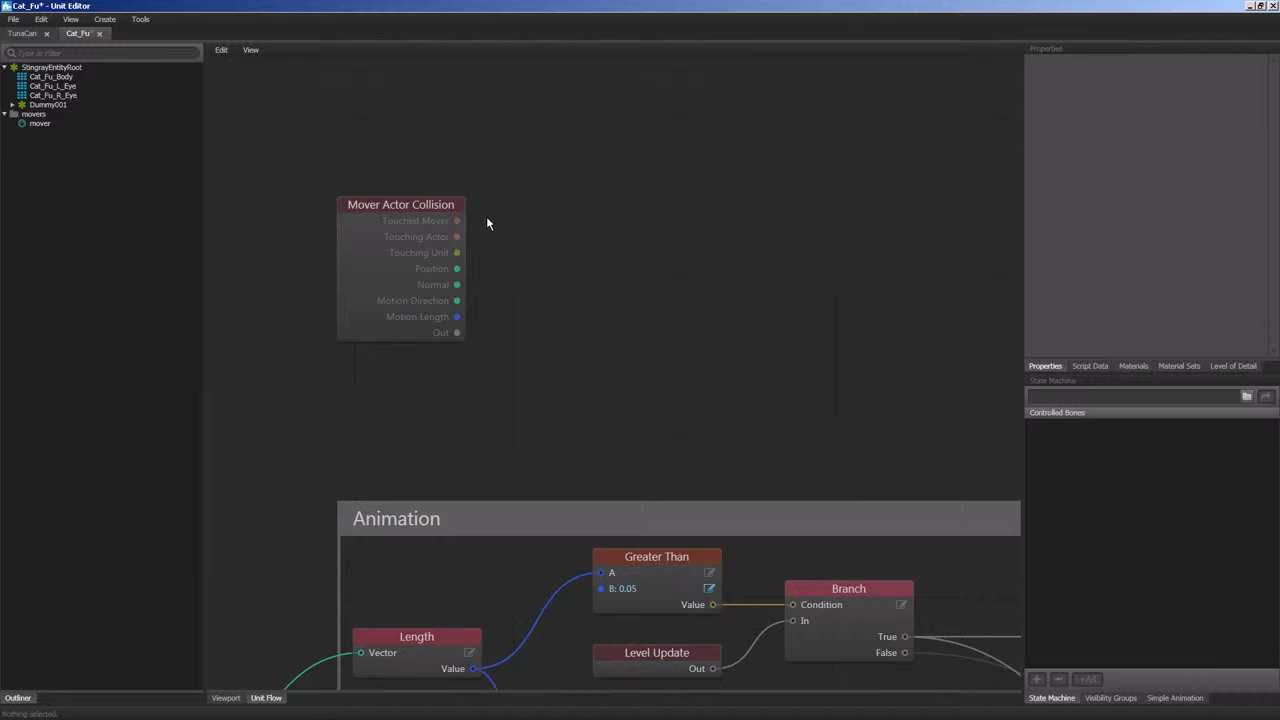 Cat_Fu* - Unit Editor
File Edit View Create Tools
TunaCan x Cat_Fu* x
Type to Filter
Edit View
Properties
StingrayEntityRoot
Cat_Fu_Body
Cat_Fu_L_Eye
Cat_Fu_R_Eye
Dummy001
movers
mover
Mover Actor Collision
Touched Mover
Touching Actor
Touching Unit
Position
Normal
Motion Direction
Motion Length
Out
Properties Script Data Materials Material Sets Level of Detail
State Machine
Controlled Bones
Animation
Greater Than
A
B: 0.05
Value
Branch
Condition
In
True
False
Length
Vector
Value
Level Update
Out
+All
Outliner
Viewport Unit Flow
State Machine Visibility Groups Simple Animation
Nothing selected.